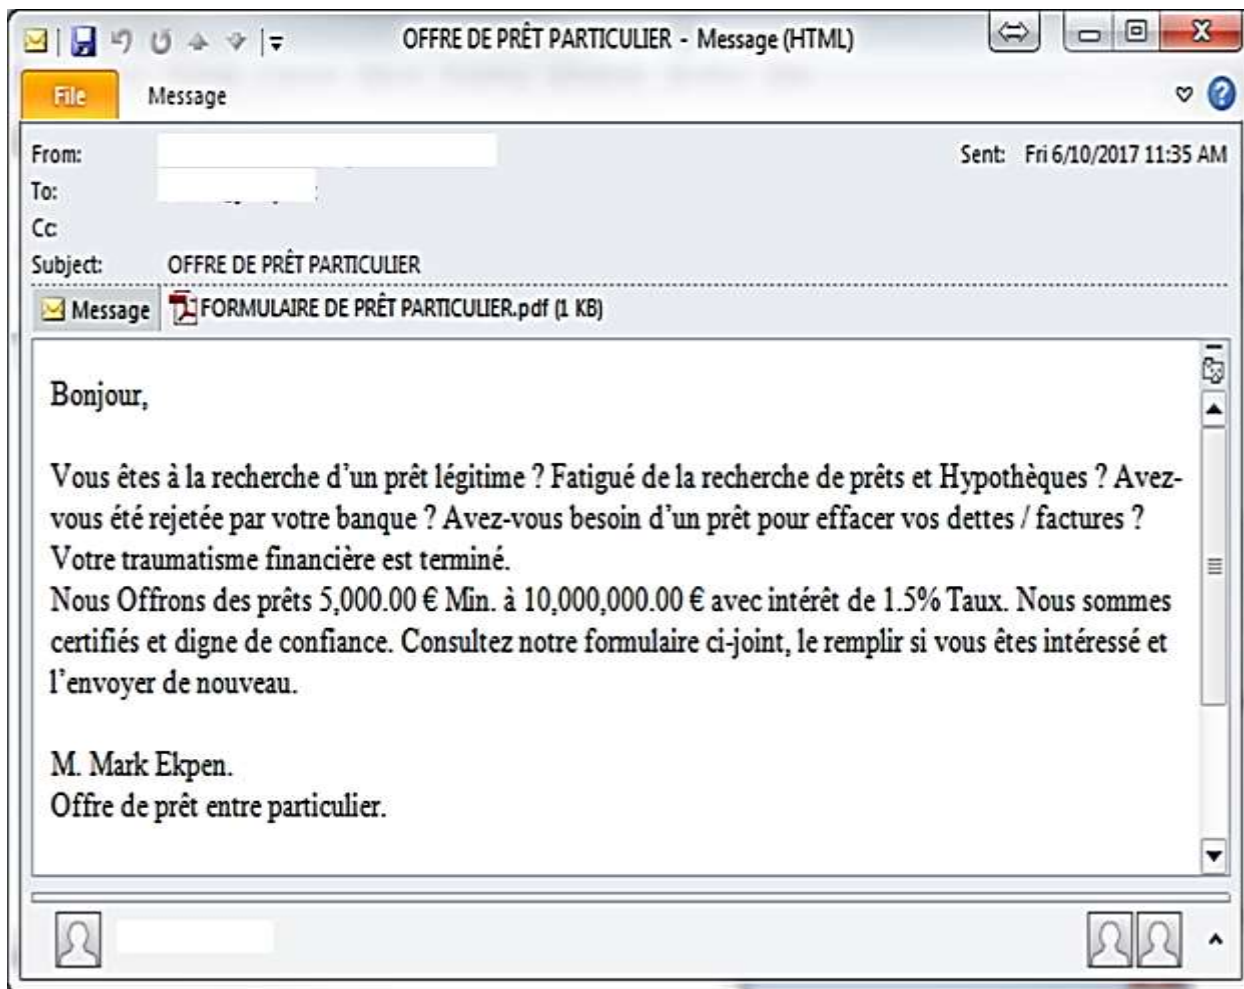 OFFRE DE PRÊT PARTICULIER - Message (HTML)
File Message
From:
Sent: Fri 6/10/2017 11:35 AM
To:
Cc:
Subject: OFFRE DE PRÊT PARTICULIER
Message FORMULAIRE DE PRÊT PARTICULIER.pdf (1 KB)
Bonjour,
Vous êtes à la recherche d'un prêt légitime ? Fatigué de la recherche de prêts et Hypothèques ? Avez-
vous été rejetée par votre banque ? Avez-vous besoin d'un prêt pour effacer vos dettes / factures ?
Votre traumatisme financière est terminé.
Nous Offrons des prêts 5,000.00 € Min. à 10,000,000.00 € avec intérêt de 1.5% Taux. Nous sommes
certifiés et digne de confiance. Consultez notre formulaire ci-joint, le remplir si vous êtes intéressé et
l'envoyer de nouveau.
M. Mark Ekpen.
Offre de prêt entre particulier.